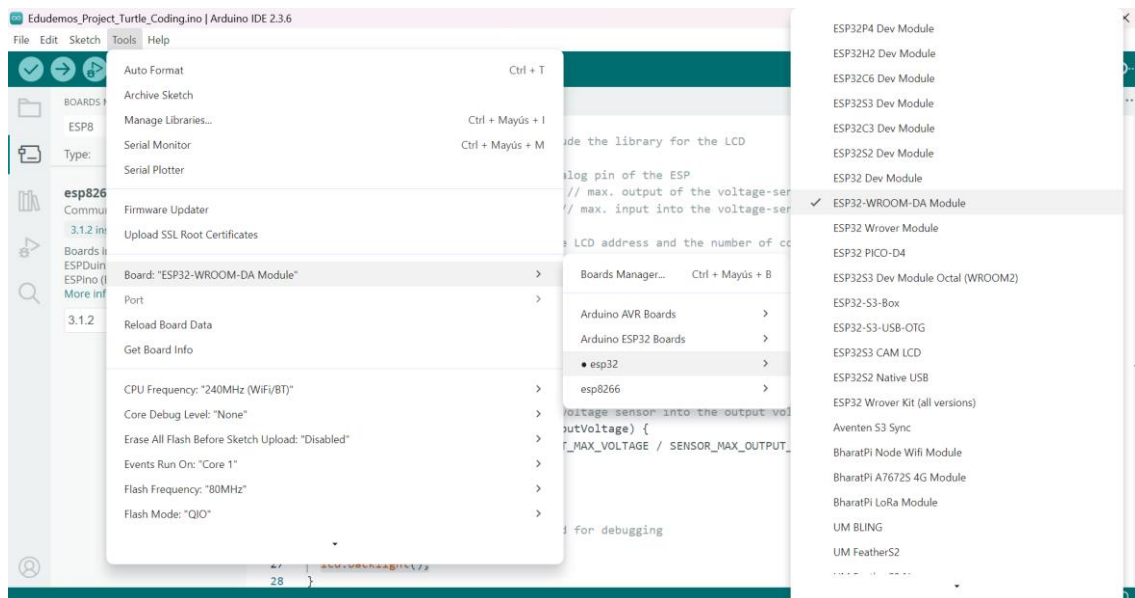 Edudemos_Project_Turtle_Coding.ino | Arduino IDE 2.3.6
File Edit Sketch Tools Help
BOARDS
ESP8
Type:
esp826
Commu
3.1.2 ins
Boards i
ESPDuin
ESPino (
More inf
3.1.2
Auto Format Ctrl + T
Archive Sketch
Manage Libraries... Ctrl + Mayús + I
Serial Monitor Ctrl + Mayús + M
Serial Plotter
Firmware Updater
Upload SSL Root Certificates
Board: "ESP32-WROOM-DA Module"
Port
Reload Board Data
Get Board Info
CPU Frequency: "240MHz (WiFi/BT)"
Core Debug Level: "None"
Erase All Flash Before Sketch Upload: "Disabled"
Events Run On: "Core 1"
Flash Frequency: "80MHz"
Flash Mode: "QIO"
ude the library for the LCD
alog pin of the ESP
// max. output of the voltage-ser
// max. input into the voltage-ser
LCD address and the number of co
Boards Manager... Ctrl + Mayús + B
Arduino AVR Boards
Arduino ESP32 Boards
• esp32
esp8266
voltage sensor into the output vol
outVoltage) {
T_MAX_VOLTAGE / SENSOR_MAX_OUTPUT_
d for debugging
27 lcd.backlight();
28 }
ESP32P4 Dev Module
ESP32H2 Dev Module
ESP32C6 Dev Module
ESP32S3 Dev Module
ESP32C3 Dev Module
ESP32S2 Dev Module
ESP32 Dev Module
✓ ESP32-WROOM-DA Module
ESP32 Wrover Module
ESP32 PICO-D4
ESP32S3 Dev Module Octal (WROOM2)
ESP32-S3-Box
ESP32-S3-USB-OTG
ESP32S3 CAM LCD
ESP32S2 Native USB
ESP32 Wrover Kit (all versions)
Aventen S3 Sync
BharatPi Node Wifi Module
BharatPi A7672S 4G Module
BharatPi LoRa Module
UM BLING
UM FeatherS2